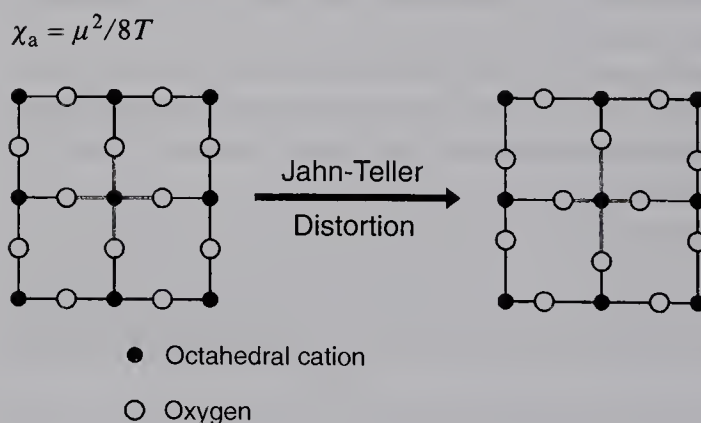 χₐ = μ²/8T
Jahn-Teller
Distortion
Octahedral cation
Oxygen